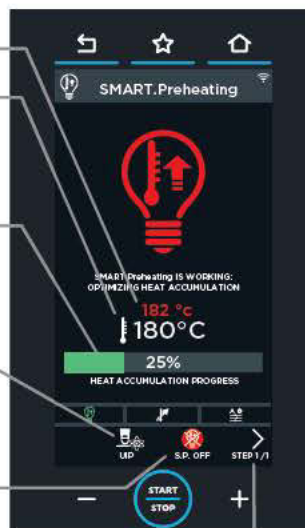 SMART.Preheating
SMART.Preheating IS WORKING:
OPTIMIZING HEAT ACCUMULATION
182 °c
180°C
25%
HEAT ACCUMULATION PROGRESS
UIP S.P. OFF STEP 1/1
START
STOP